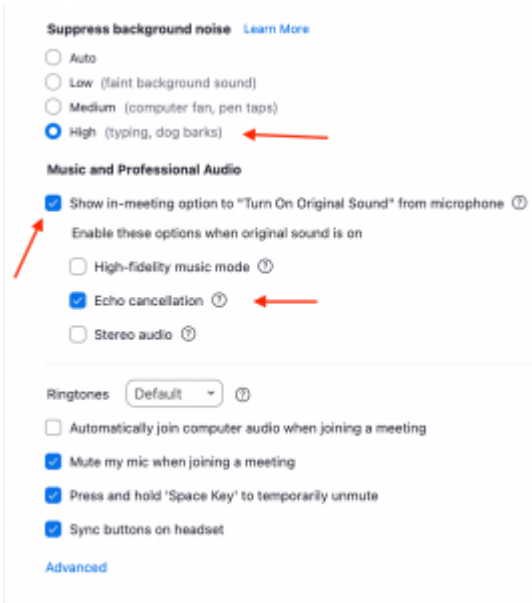 Suppress background noise Learn More
Auto
Low (faint background sound)
Medium (computer fan, pen taps)
High (typing, dog barks)
Music and Professional Audio
Show in-meeting option to "Turn On Original Sound" from microphone ?
Enable these options when original sound is on
High-fidelity music mode ?
Echo cancellation ?
Stereo audio ?
Ringtones Default ?
Automatically join computer audio when joining a meeting
Mute my mic when joining a meeting
Press and hold 'Space Key' to temporarily unmute
Sync buttons on headset
Advanced